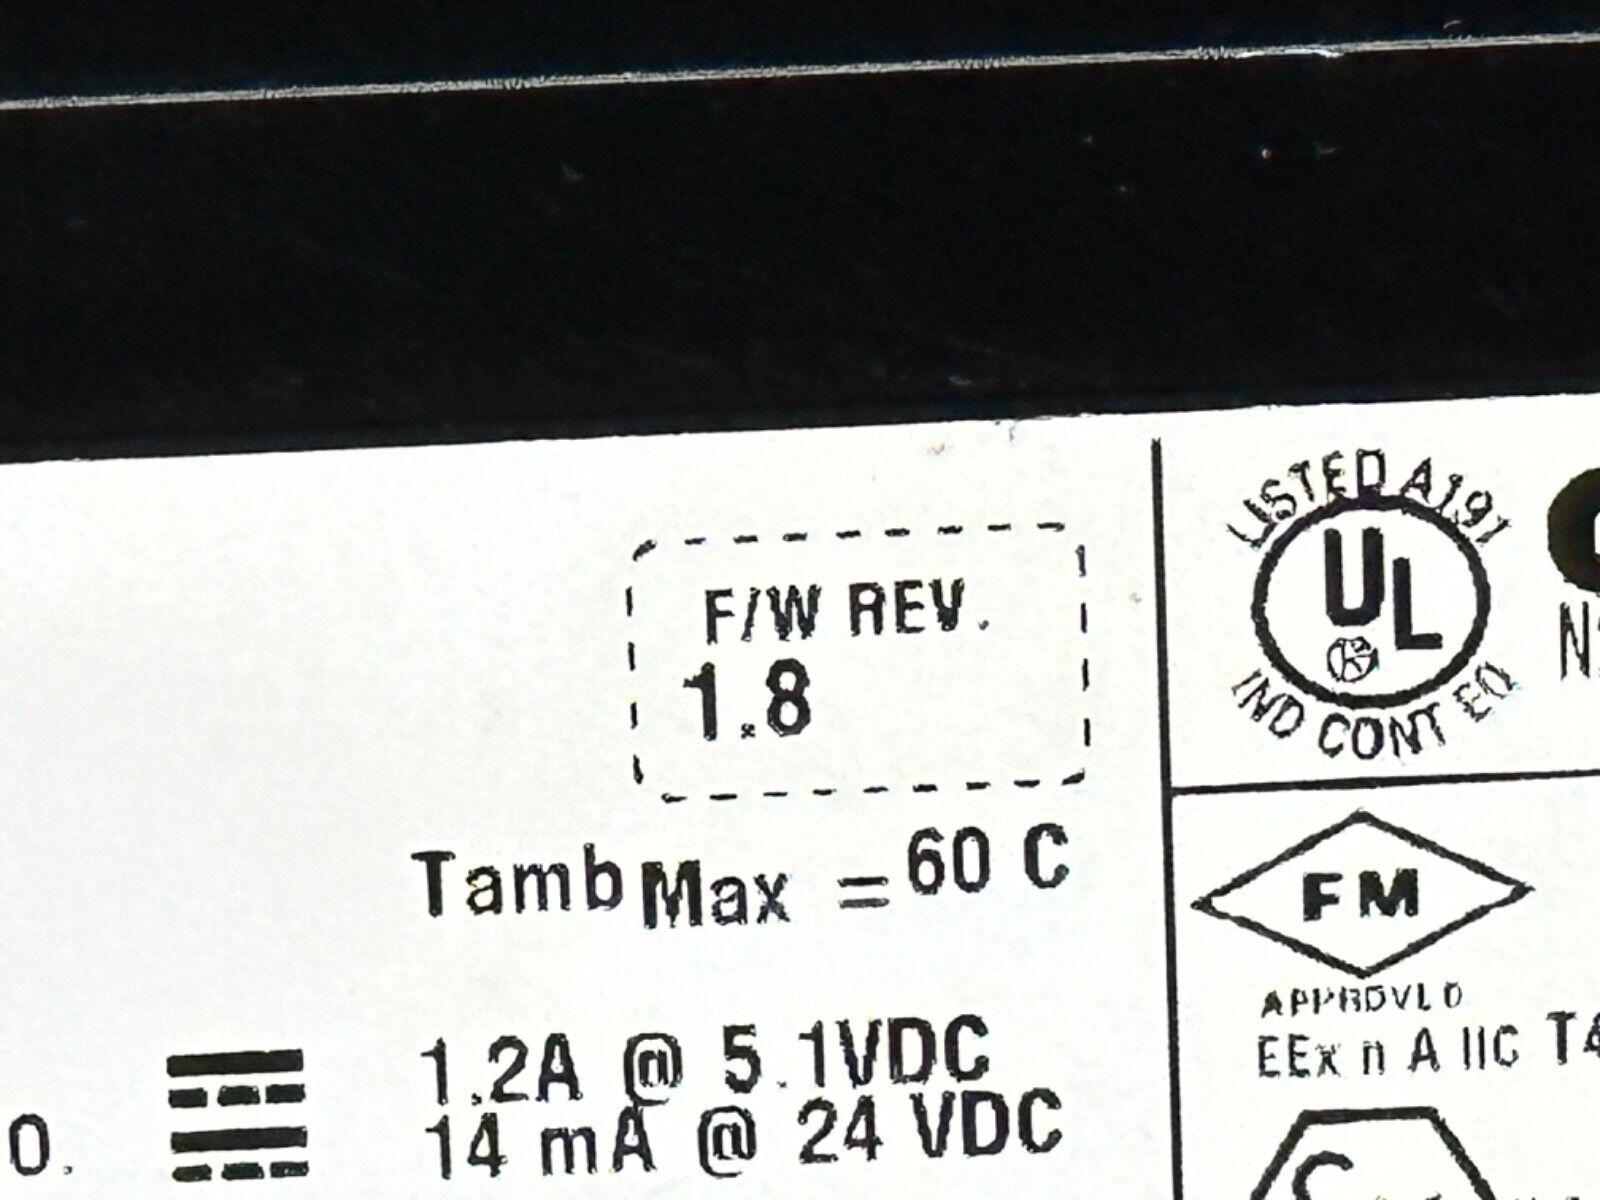 F/W REV.
1.8
Tamb Max = 60 C
1.2A @ 5.1VDC
14 mA @ 24 VDC
0.
LISTED A191
UL
IND CONT EQ
FM
APPROVED
EEx n A IIC T4